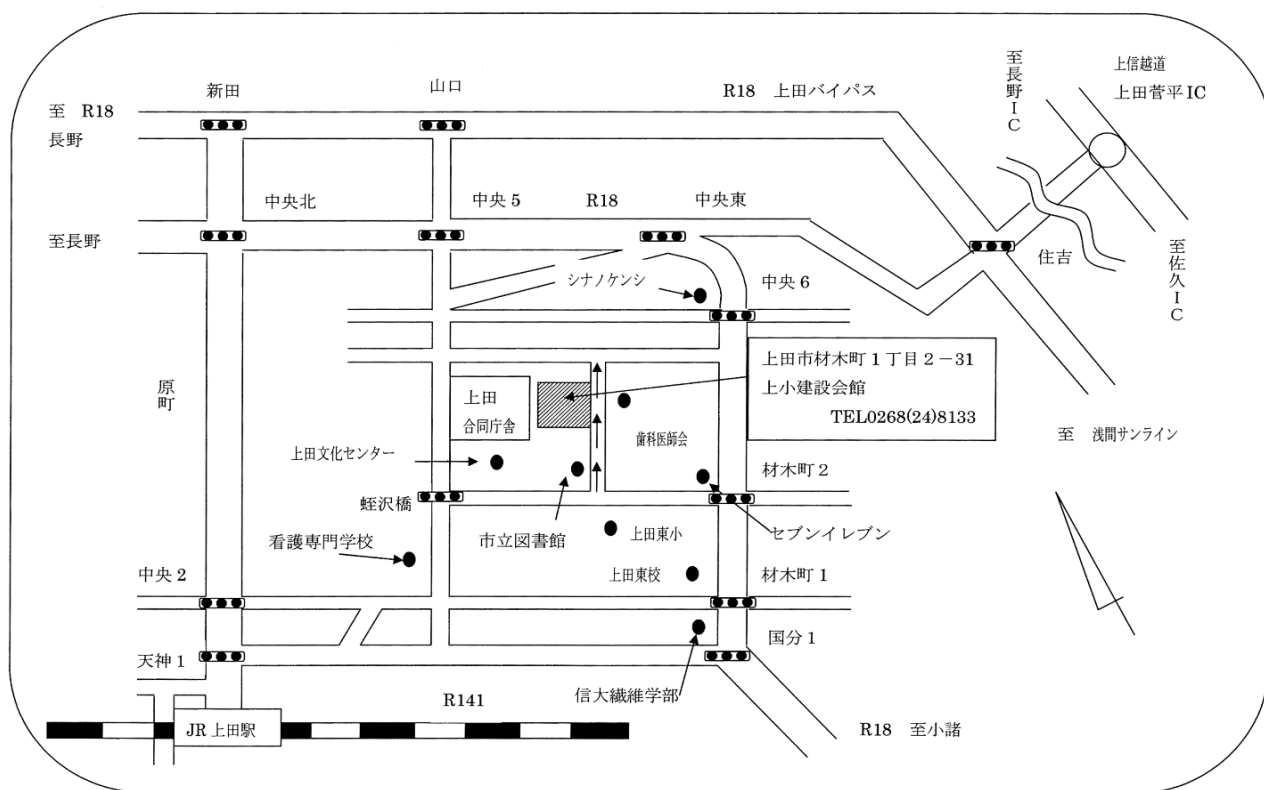 至長野IC
上信越道
上田菅平IC
新田
山口
R18 上田バイパス
至 R18
長野
中央北
中央5
R18
中央東
至長野
住吉
至佐久IC
シナノケンシ
中央6
原町
上田
合同庁舎
上田市材木町1丁目2-31
上小建設会館
TEL0268(24)8133
歯科医師会
至 浅間サンライン
上田文化センター
材木町2
蛭沢橋
市立図書館
セブンイレブン
上田東小
看護専門学校
中央2
上田東校
材木町1
天神1
国分1
信大繊維学部
R141
JR上田駅
R18 至小諸